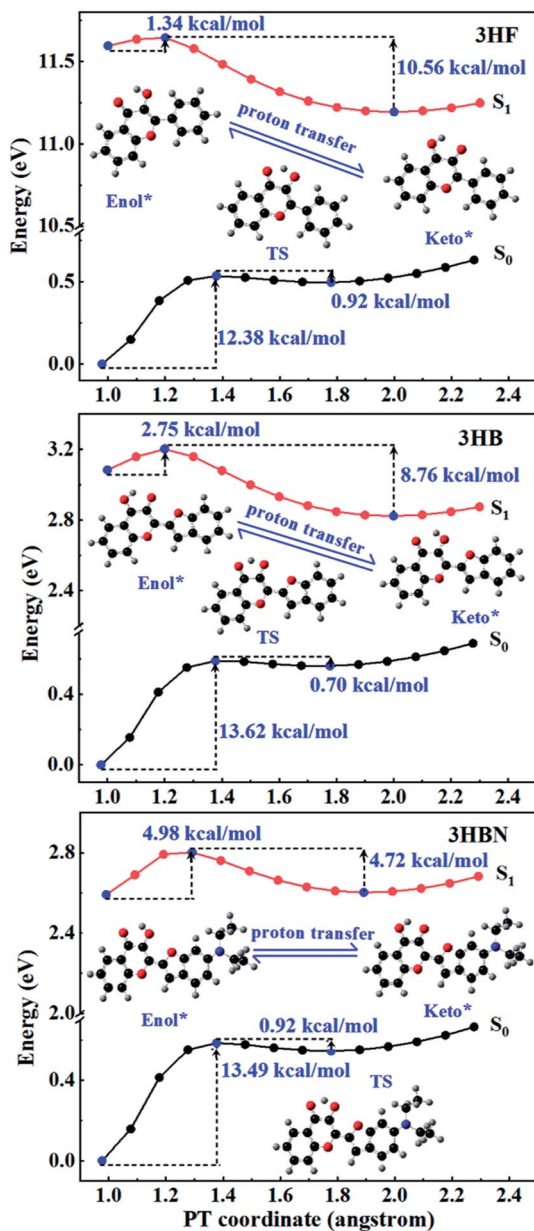 1.34 kcal/mol
3HF
11.5
10.56 kcal/mol
S1
11.25
proton transfer
Enol*
11.0
10.75
TS
Keto*
10.5
S0
0.5
0.92 kcal/mol
12.38 kcal/mol
0.0
Energy (eV)
1.0 1.2 1.4 1.6 1.8 2.0 2.2 2.4
2.75 kcal/mol
3HB
3.2
8.76 kcal/mol
S1
2.8
proton transfer
Enol*
2.4
TS
Keto*
S0
0.4
0.70 kcal/mol
13.62 kcal/mol
0.0
Energy (eV)
1.0 1.2 1.4 1.6 1.8 2.0 2.2 2.4
3HBN
4.98 kcal/mol
2.8
4.72 kcal/mol
S1
proton transfer
2.4
Enol*
Keto*
2.0
0.92 kcal/mol
S0
0.4
13.49 kcal/mol
TS
0.0
Energy (eV)
1.0 1.2 1.4 1.6 1.8 2.0 2.2 2.4
PT coordinate (angstrom)